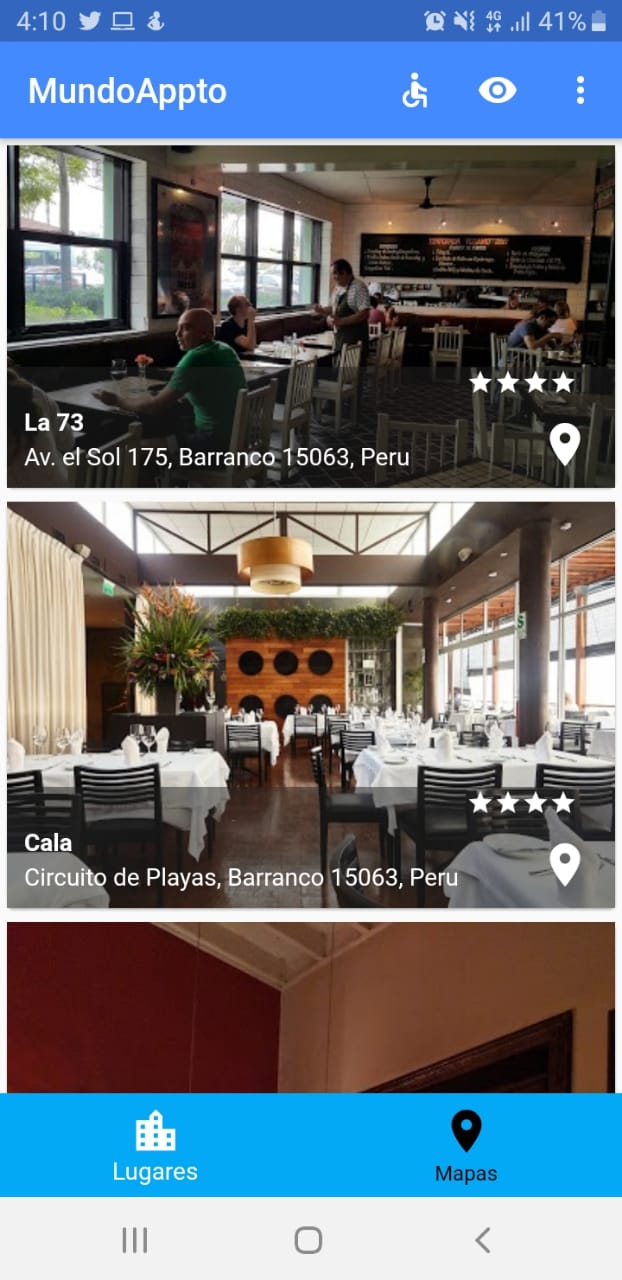 4:10
4G
41%
MundoAppto
La 73
Av. el Sol 175, Barranco 15063, Peru
S
Cala
Circuito de Playas, Barranco 15063, Peru
Lugares
Mapas